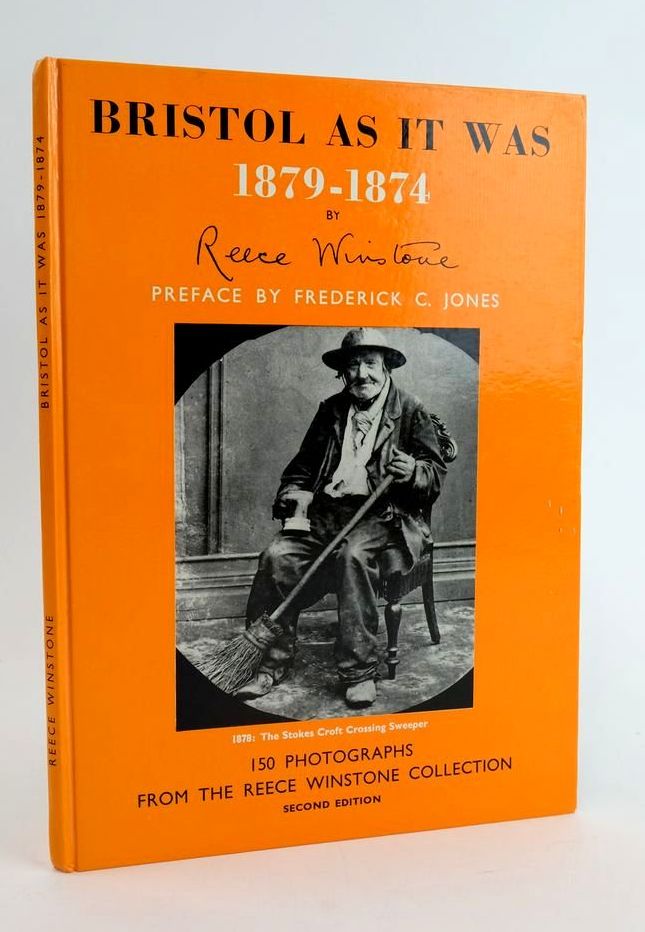 BRISTOL AS IT WAS
1879-1874
BY
Reece Winstone
PREFACE BY FREDERICK C. JONES
1878: The Stokes Croft Crossing Sweeper
150 PHOTOGRAPHS
FROM THE REECE WINSTONE COLLECTION
SECOND EDITION
BRISTOL AS IT WAS 1879-1874
REECE WINSTONE